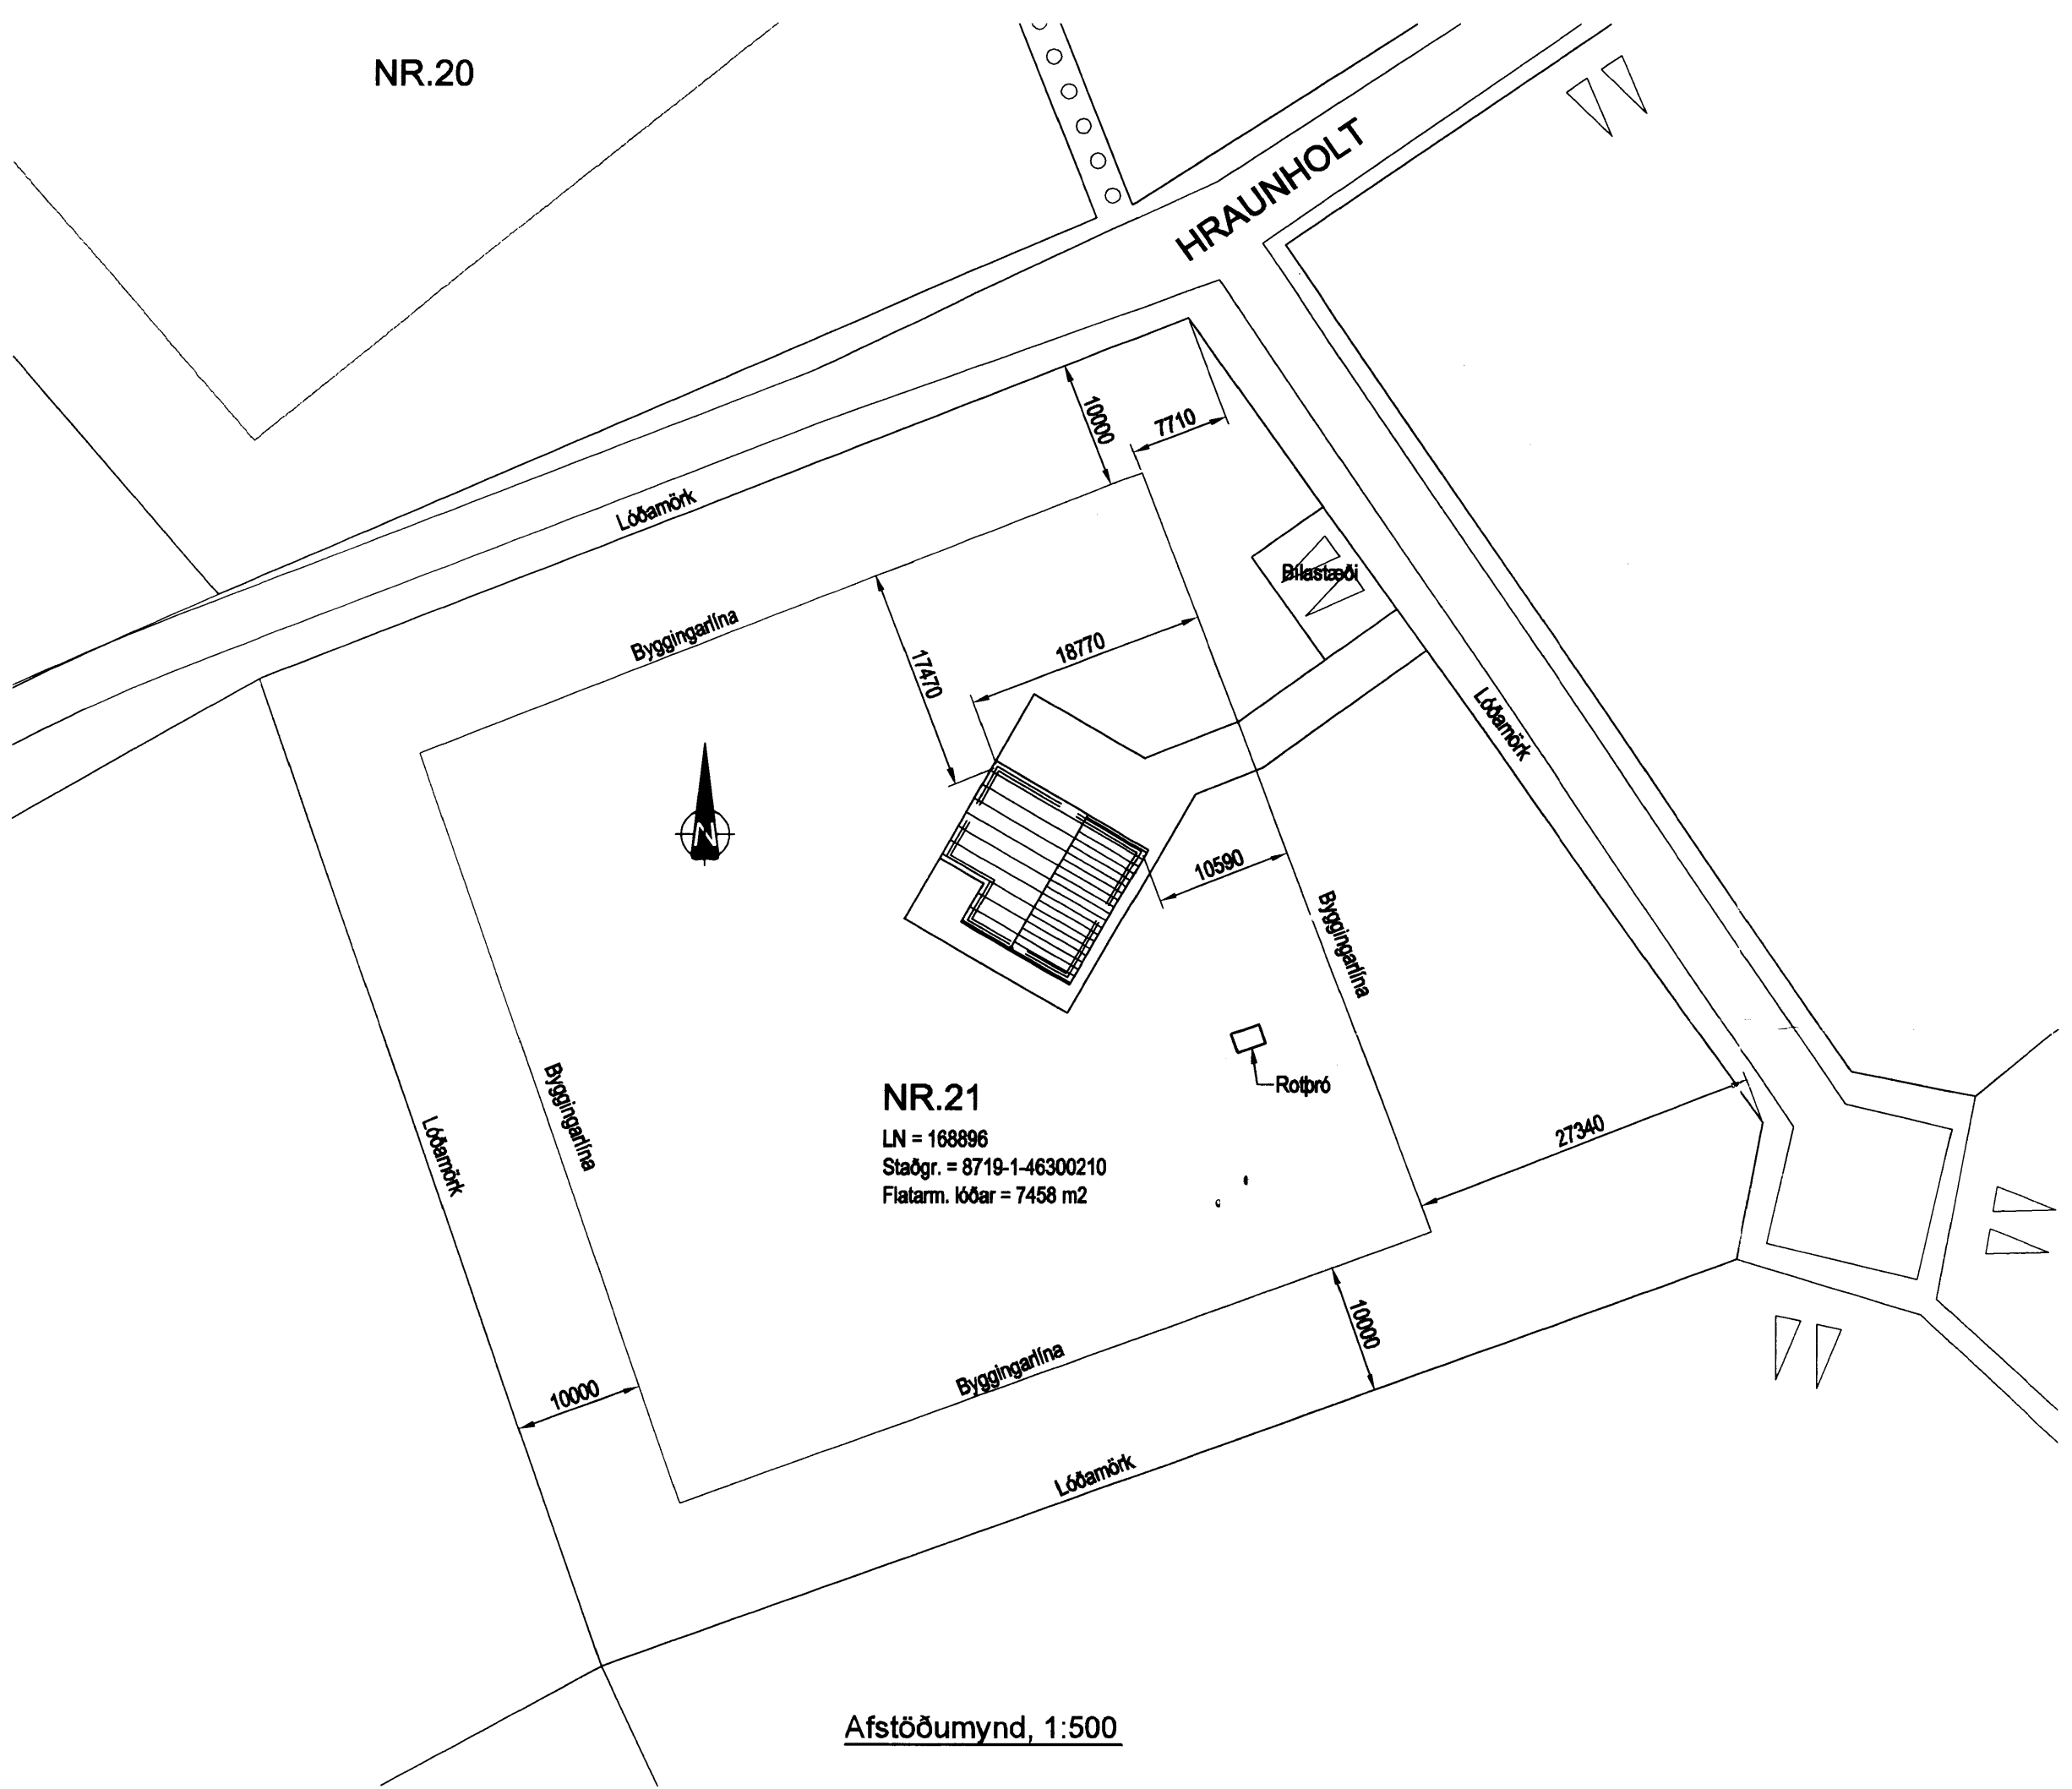 NR.20
HRAUNHOLT
10000
7710
Lóðamörk
Byggingarlína
Bílastæði
18770
17470
Lóðamörk
N
10590
Byggingarlína
Byggingarlína
Lóðamörk
Rotþró
NR.21
LN = 168896
Staðgr. = 8719-1-46300210
Flatarm. lóðar = 7458 m2
27340
10000
Byggingarlína
10000
Lóðamörk
Afstöðumynd, 1:500